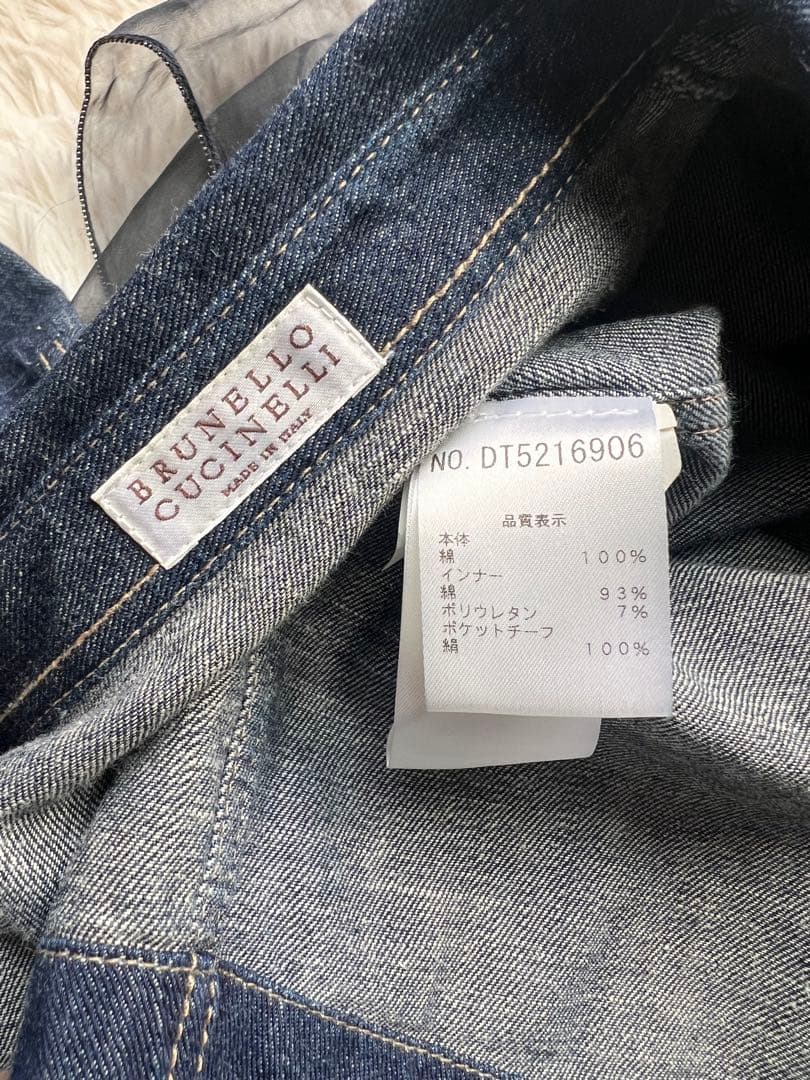 BRUNELLO
CUCINELLI
MADE IN ITALY
NO. DT5216906
品質表示
本体
綿 100%
インナー
綿 93%
ポリウレタン 7%
ポケットチーフ
絹 100%